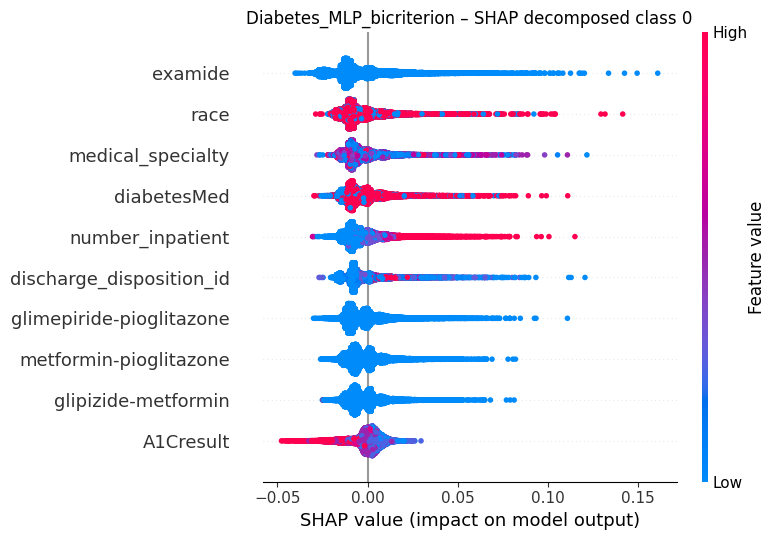 Diabetes_MLP_bicriterion – SHAP decomposed class 0
High
examide
race
medical_specialty
diabetesMed
number_inpatient
discharge_disposition_id
glimepiride-pioglitazone
metformin-pioglitazone
glipizide-metformin
A1Cresult
Feature value
Low
−0.05 0.00 0.05 0.10 0.15
SHAP value (impact on model output)